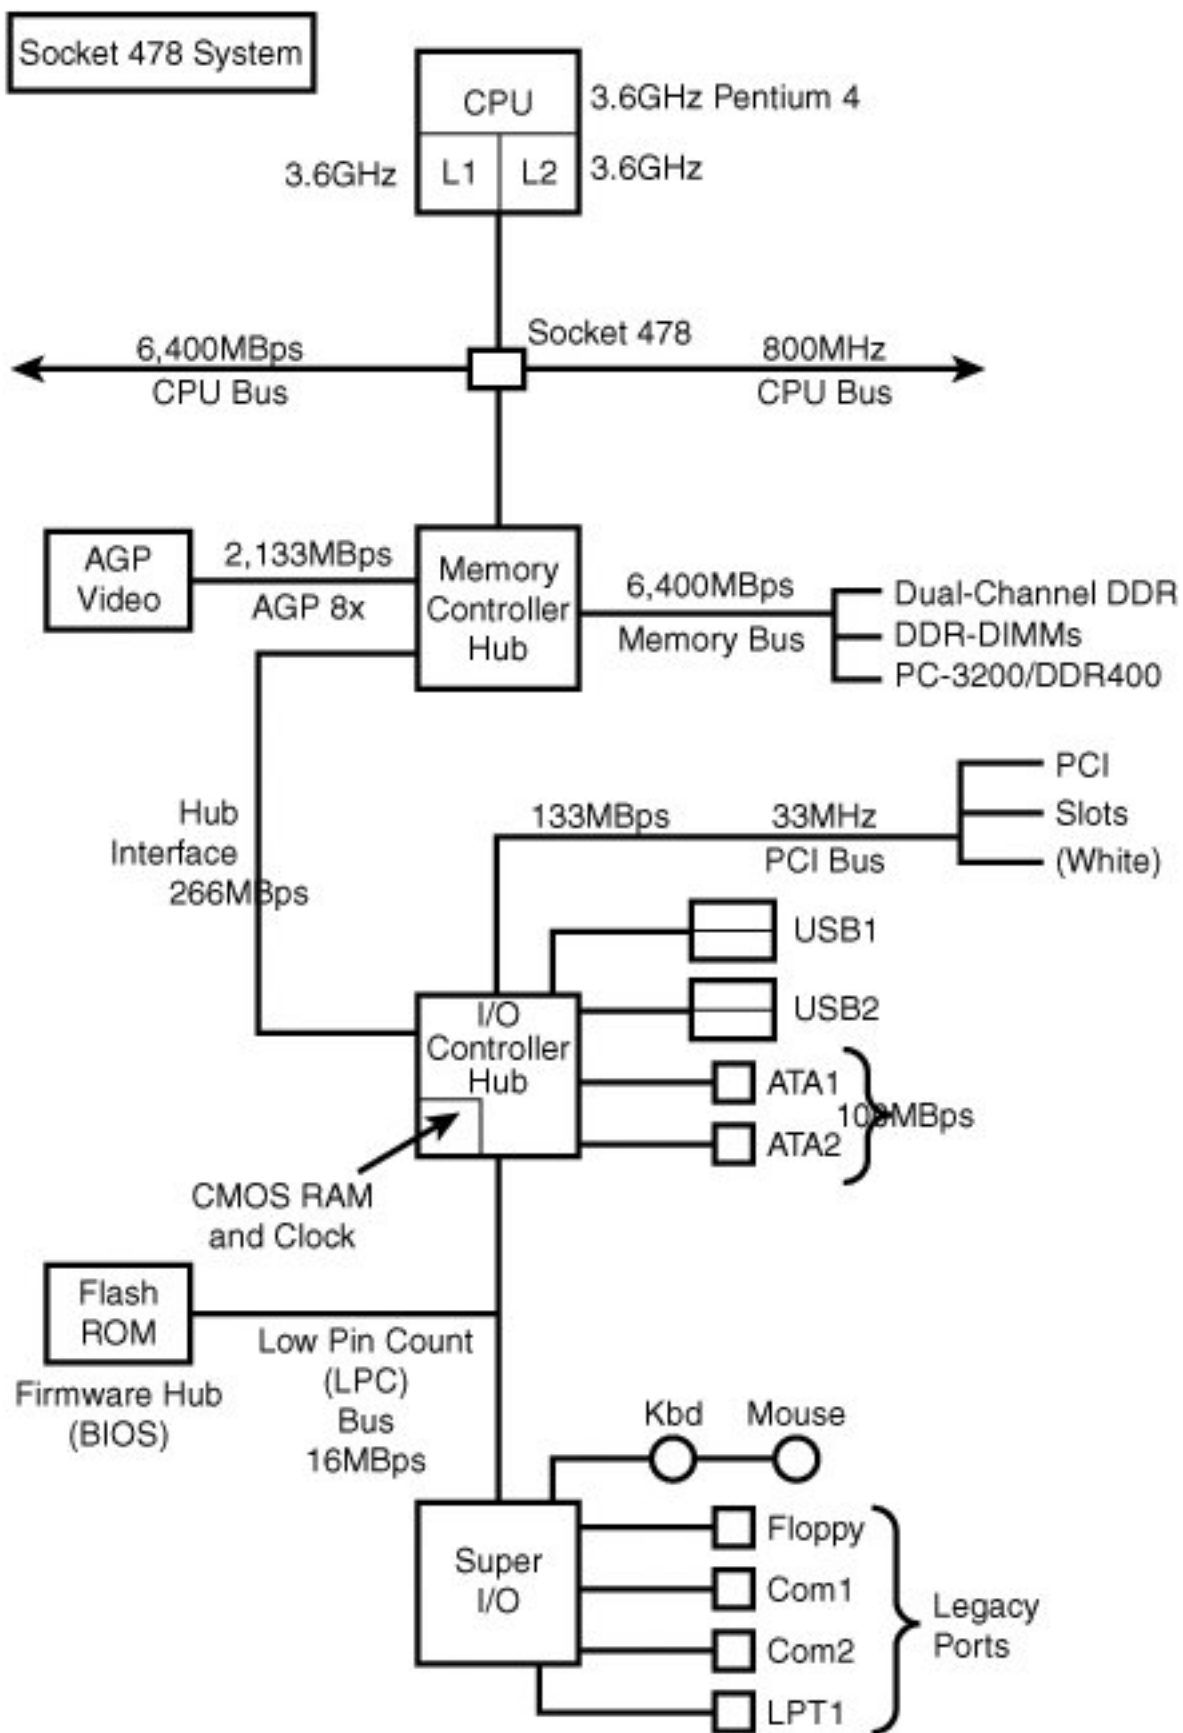 Socket 478 System
CPU
3.6GHz Pentium 4
3.6GHz
L1
L2
3.6GHz
Socket 478
6,400MBps
CPU Bus
800MHz
CPU Bus
AGP
Video
2,133MBps
AGP 8x
Memory
Controller
Hub
6,400MBps
Memory Bus
Dual-Channel DDR
DDR-DIMMs
PC-3200/DDR400
Hub
Interface
266MBps
133MBps
33MHz
PCI Bus
PCI
Slots
(White)
USB1
USB2
I/O
Controller
Hub
ATA1
ATA2
100MBps
CMOS RAM
and Clock
Flash
ROM
Firmware Hub
(BIOS)
Low Pin Count
(LPC)
Bus
16MBps
Kbd
Mouse
Super
I/O
Floppy
Com1
Com2
LPT1
Legacy
Ports